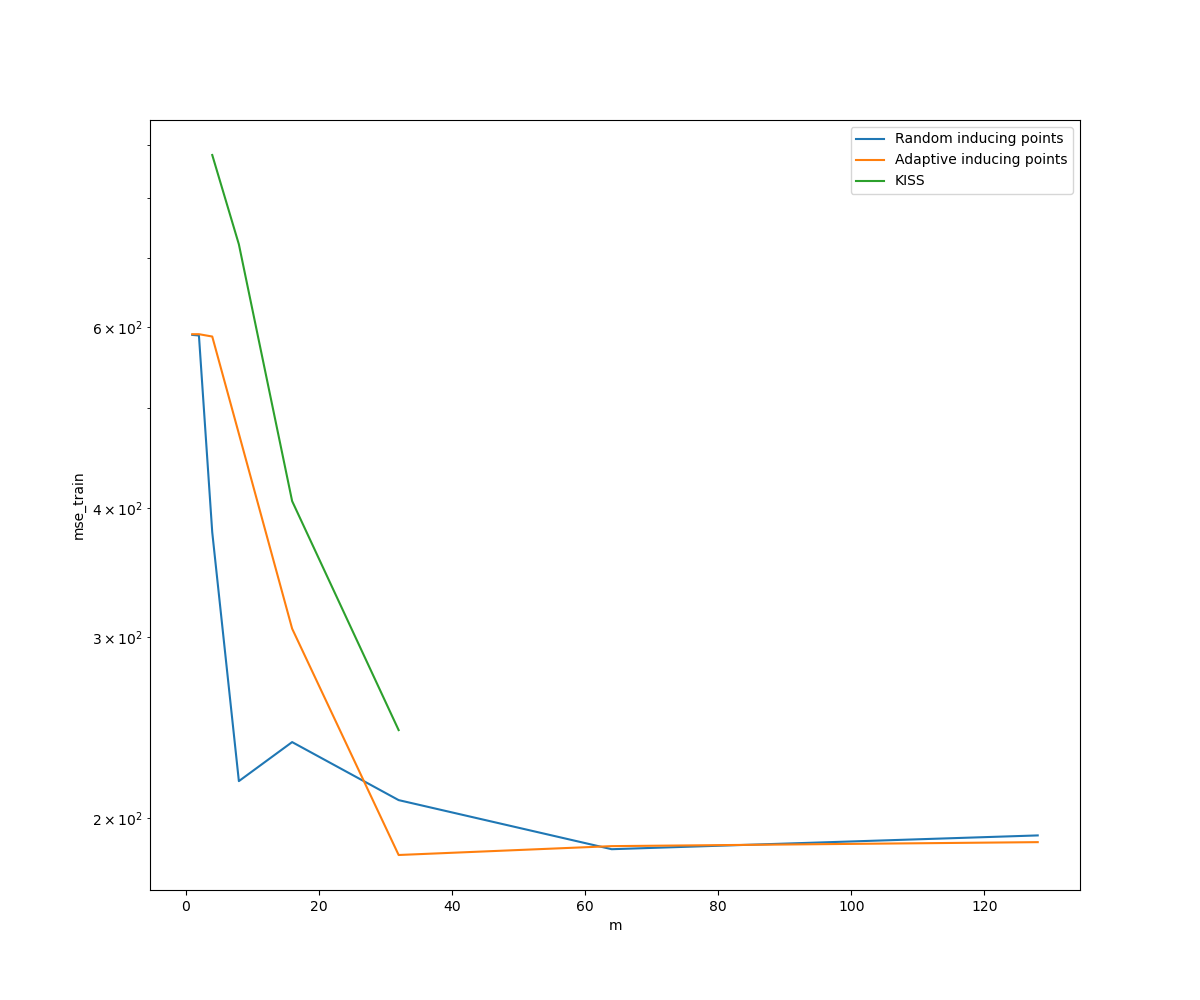 Random inducing points
Adaptive inducing points
KISS
6 × 10²
4 × 10²
3 × 10²
2 × 10²
mse_train
0 20 40 60 80 100 120
m